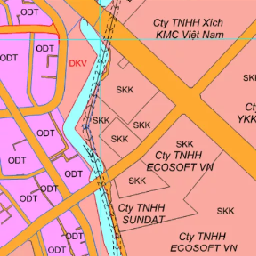 ODT
Cty TNHH Xích
KMC Việt Nam
ODT
ODT
DKV
ODT
SKK
Cty
YKK
SKK
SKK
ODT
SKK
SKK
ODT
ODT
Cty TNHH
ECOSOFT VN
ODT
SKK
ODT
Cty TNHH
SUNDAT
SKK
ODT
ODT
Cty TNHH
ECOSOFT VN